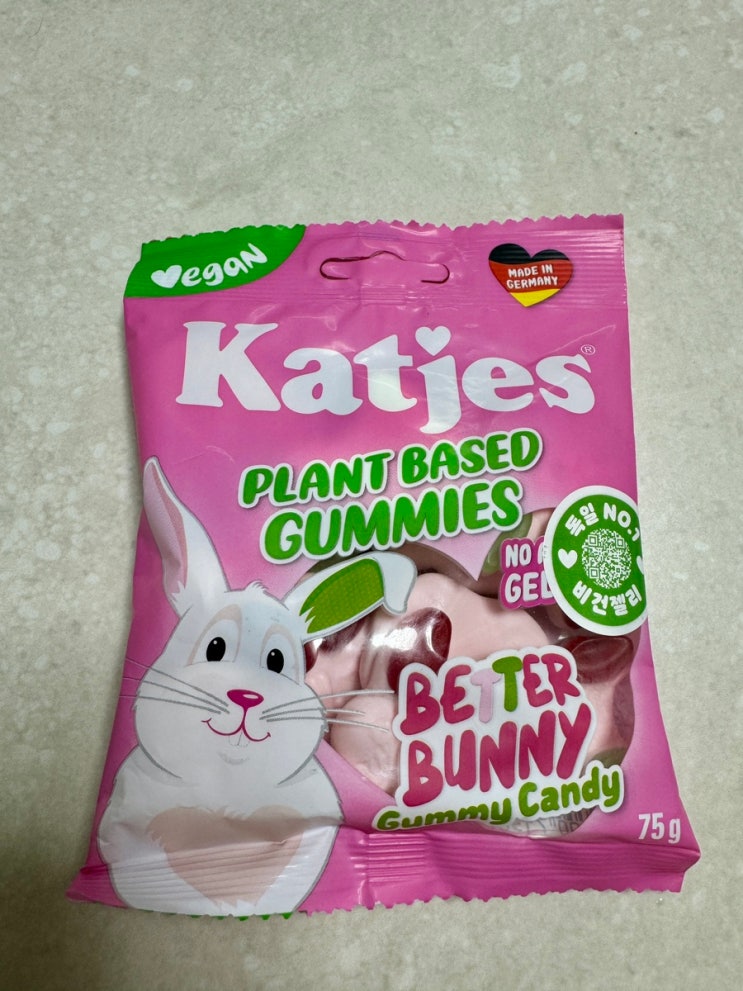 Vegan
MADE IN
GERMANY
Katjes®
PLANT BASED
GUMMIES
NO
독일 NO.1
비건젤리
BETTER
BUNNY
Gummy Candy
75g